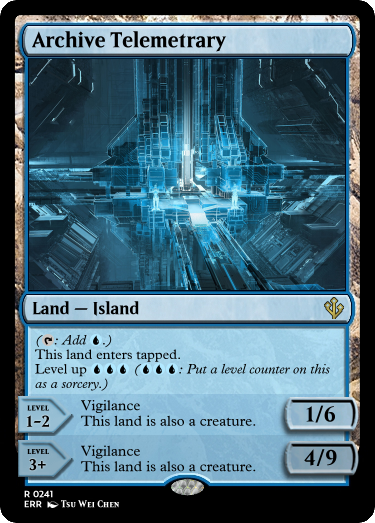 Archive Telemetrary
Land — Island
(T: Add U.)
This land enters tapped.
Level up U U U (U U U: Put a level counter on this
as a sorcery.)
LEVEL
1-2
Vigilance
This land is also a creature.
1/6
LEVEL
3+
Vigilance
This land is also a creature.
4/9
R 0241
ERR Tsu Wei Chen